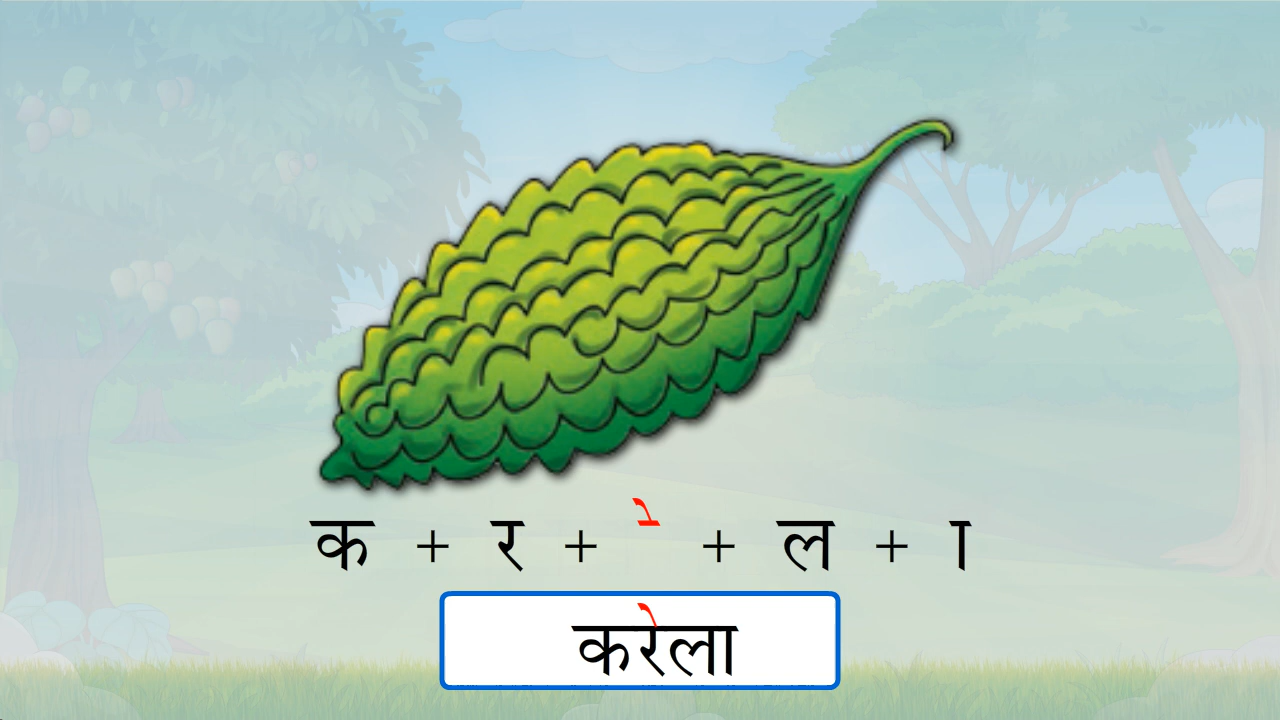 क + र + े + ल + ा
करेला